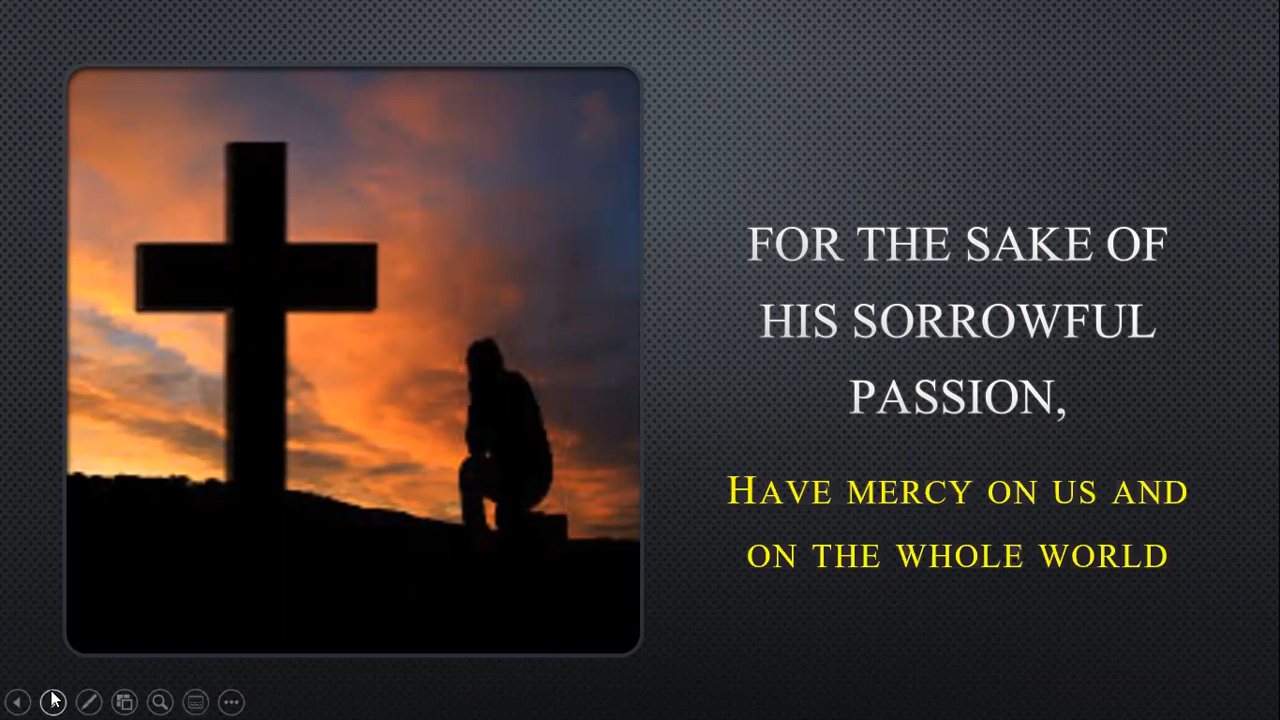 FOR THE SAKE OF
HIS SORROWFUL
PASSION,
HAVE MERCY ON US AND
ON THE WHOLE WORLD